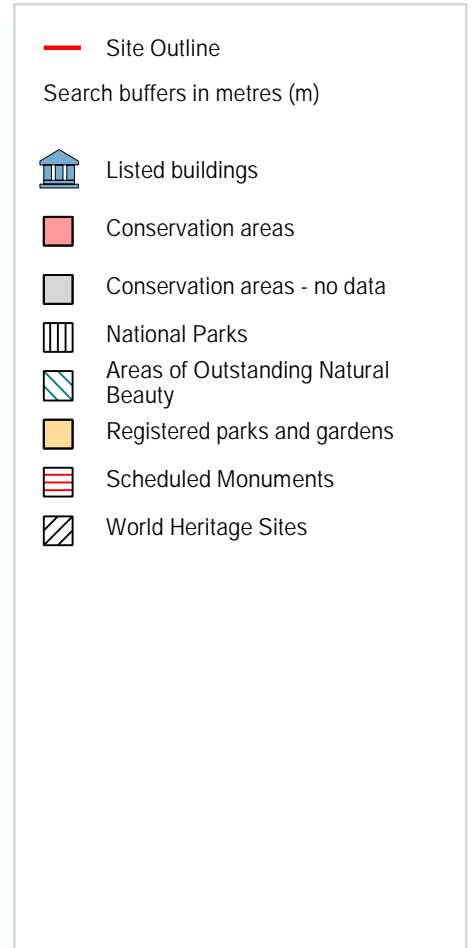 Site Outline
Search buffers in metres (m)
Listed buildings
Conservation areas
Conservation areas - no data
National Parks
Areas of Outstanding Natural
Beauty
Registered parks and gardens
Scheduled Monuments
World Heritage Sites